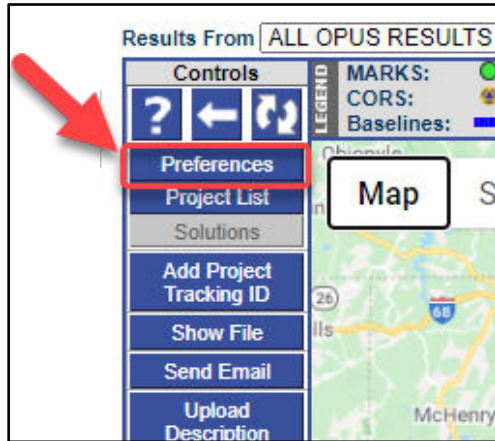 Results From ALL OPUS RESULTS
Controls
LEGEND
MARKS:
CORS:
Baselines:
?
Preferences
Project List
Solutions
Add Project
Tracking ID
Show File
Send Email
Upload
Description
Map S
26
68
lls
McHenry